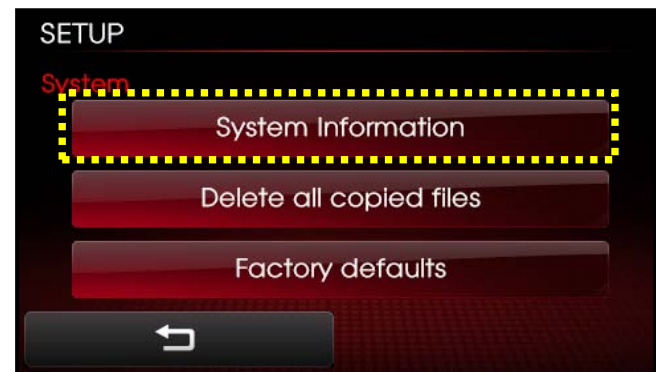 SETUP
System
System Information
Delete all copied files
Factory defaults